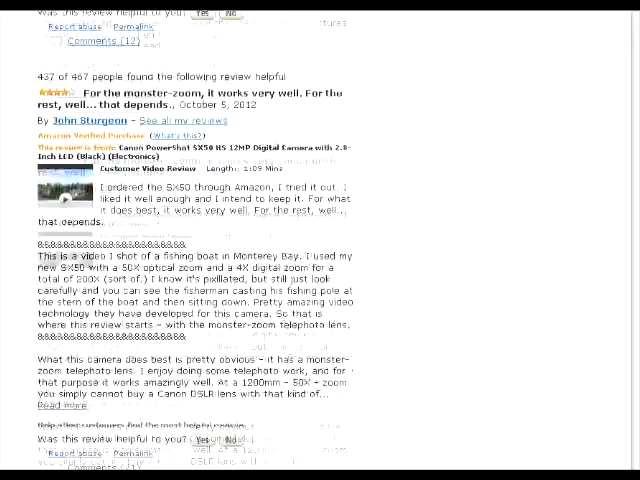 Was this review helpful to you? Yes No
Report abuse Permalink
Comments (12)
437 of 467 people found the following review helpful
For the monster-zoom, it works very well. For the
rest, well... that depends., October 5, 2012
By John Sturgeon - See all my reviews
Amazon Verified Purchase (What's this?)
This review is from: Canon PowerShot SX50 HS 12MP Digital Camera with 2.8-
Inch LCD (Black) (Electronics)
Customer Video Review Length:: 1:09 Mins
I ordered the SX50 through Amazon, I tried it out, I
liked it well enough and I intend to keep it. For what
it does best, it works very well. For the rest, well...
that depends.
&&&&&&&&&&&&&&&&&&&&&&&&&
This is a video I shot of a fishing boat in Monterey Bay. I used my
new SX50 with a 50X optical zoom and a 4X digital zoom for a
total of 200X (sort of.) I know it's pixillated, but still just look
carefully and you can see the fisherman casting his fishing pole at
the stern of the boat and then sitting down. Pretty amazing video
technology they have developed for this camera. So that is
where this review starts - with the monster-zoom telephoto lens,
&&&&&&&&&&&&&&&&&&&&&&&&&
What this camera does best is pretty obvious - it has a monster-
zoom telephoto lens. I enjoy doing some telephoto work, and for
that purpose it works amazingly well. At a 1200mm - 50X - zoom
you simply cannot buy a Canon DSLR lens with that kind of...
Read more
Help other customers find the most helpful reviews
Was this review helpful to you? Yes No
Report abuse Permalink
Comments